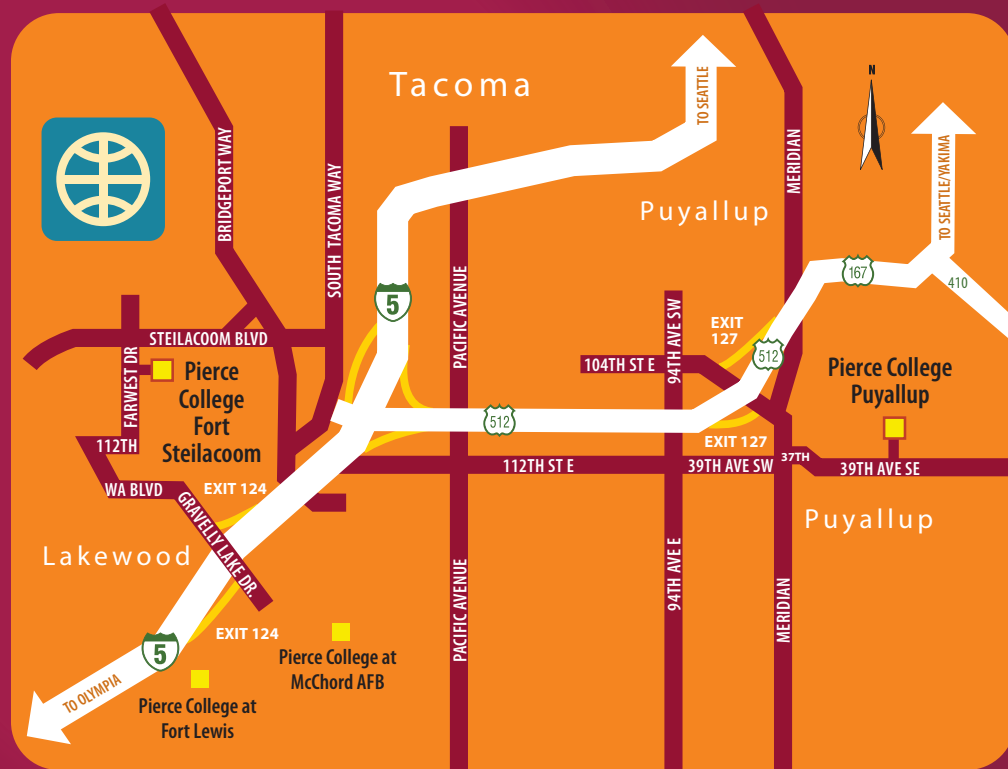 Tacoma
N
TO SEATTLE
MERIDIAN
TO SEATTLE/YAKIMA
BRIDGEPORT WAY
SOUTH TACOMA WAY
Puyallup
167
410
5
PACIFIC AVENUE
94TH AVE SW
EXIT
127
STEILACOOM BLVD
512
104TH ST E
FARWEST DR
Pierce
College
Fort
Steilacoom
Pierce College
Puyallup
512
EXIT 127
112TH
112TH ST E
39TH AVE SW
37TH
39TH AVE SE
WA BLVD
EXIT 124
GRAVELLY LAKE DR.
Puyallup
Lakewood
PACIFIC AVENUE
94TH AVE E
MERIDIAN
EXIT 124
5
Pierce College at
McChord AFB
TO OLYMPIA
Pierce College at
Fort Lewis